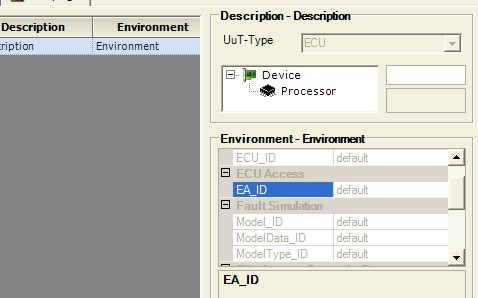 Description Environment
Environment
Description - Description
UuT-Type ECU
Device
Processor
Environment - Environment
ECU_ID default
ECU Access
EA_ID default
Fault Simulation
Model_ID default
ModelData_ID default
ModelType_ID default
EA_ID